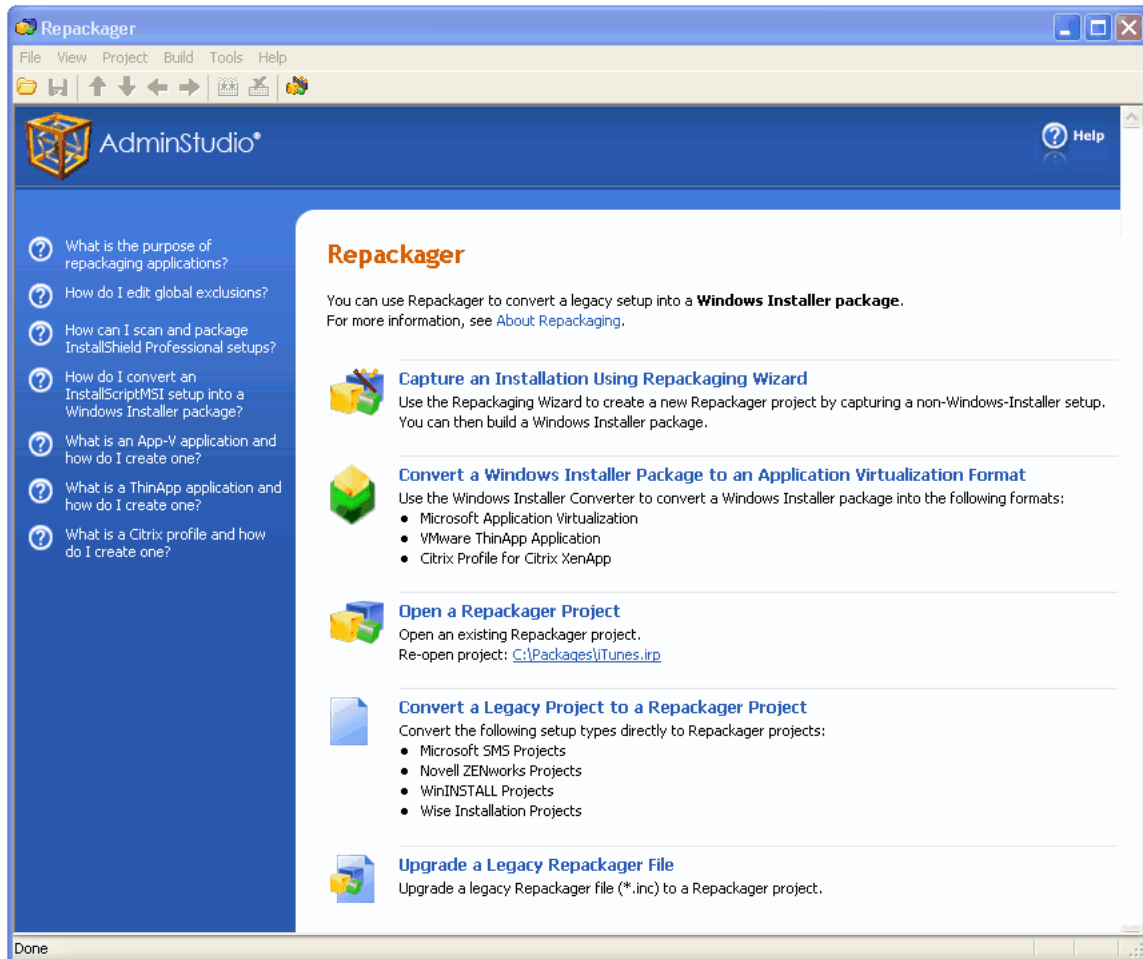 Repackager
File View Project Build Tools Help
AdminStudio®
Help
What is the purpose of
repackaging applications?
How do I edit global exclusions?
How can I scan and package
InstallShield Professional setups?
How do I convert an
InstallScriptMSI setup into a
Windows Installer package?
What is an App-V application and
how do I create one?
What is a ThinApp application and
how do I create one?
What is a Citrix profile and how
do I create one?
Repackager
You can use Repackager to convert a legacy setup into a Windows Installer package.
For more information, see About Repackaging.
Capture an Installation Using Repackaging Wizard
Use the Repackaging Wizard to create a new Repackager project by capturing a non-Windows-Installer setup.
You can then build a Windows Installer package.
Convert a Windows Installer Package to an Application Virtualization Format
Use the Windows Installer Converter to convert a Windows Installer package into the following formats:
● Microsoft Application Virtualization
● VMware ThinApp Application
● Citrix Profile for Citrix XenApp
Open a Repackager Project
Open an existing Repackager project.
Re-open project: C:\Packages\iTunes.irp
Convert a Legacy Project to a Repackager Project
Convert the following setup types directly to Repackager projects:
● Microsoft SMS Projects
● Novell ZENworks Projects
● WinINSTALL Projects
● Wise Installation Projects
Upgrade a Legacy Repackager File
Upgrade a legacy Repackager file (*.inc) to a Repackager project.
Done